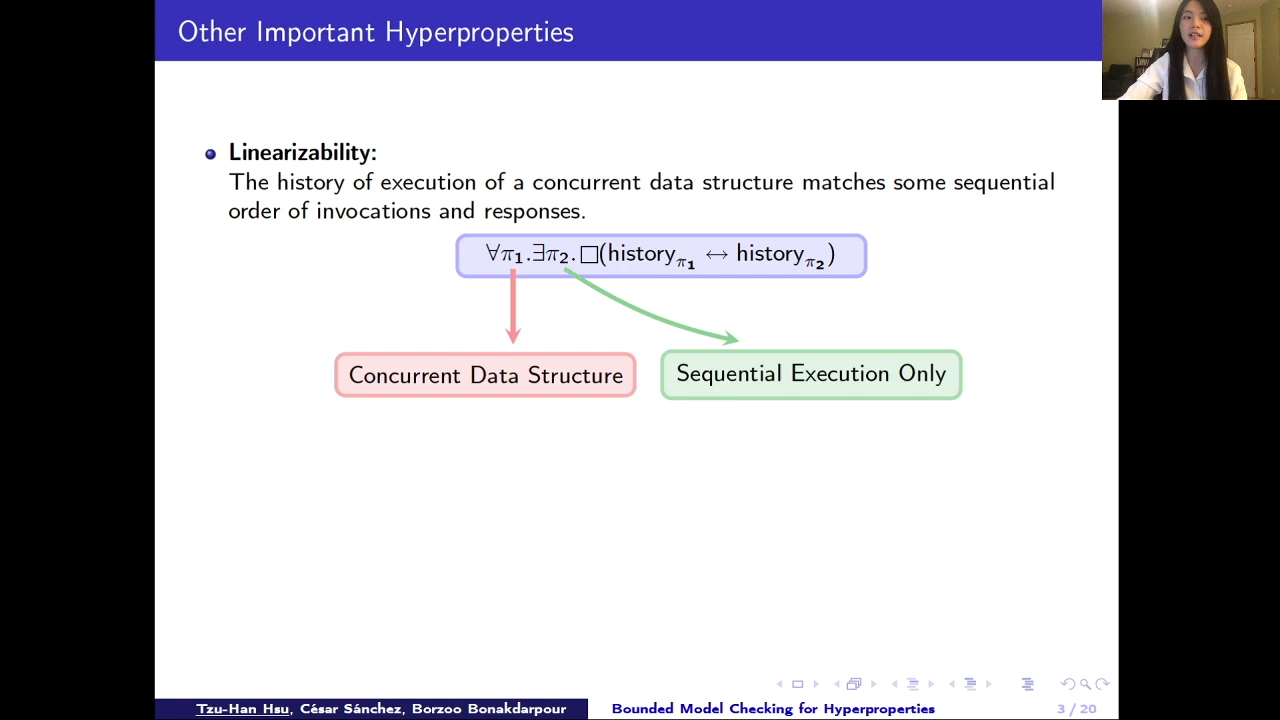 Other Important Hyperproperties
Linearizability:
The history of execution of a concurrent data structure matches some sequential
order of invocations and responses.
∀π₁.∃π₂.□(history_π₁ ↔ history_π₂)
Concurrent Data Structure
Sequential Execution Only
Tzu-Han Hsu, César Sánchez, Borzoo Bonakdarpour
Bounded Model Checking for Hyperproperties
3 / 20